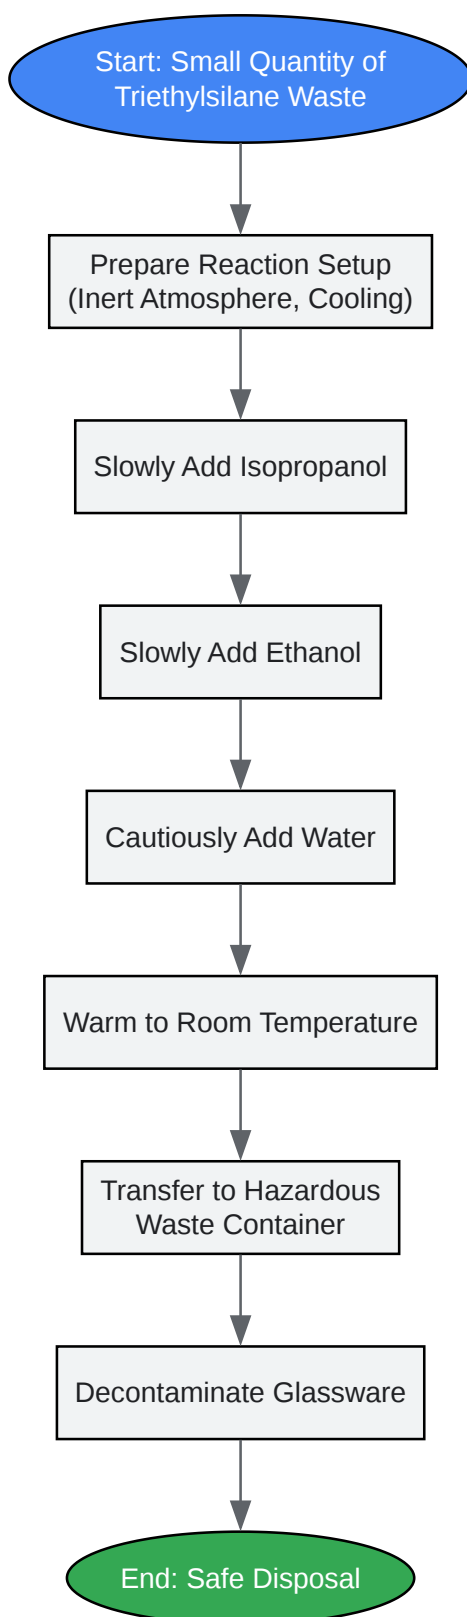 Start: Small Quantity of
Triethylsilane Waste
Prepare Reaction Setup
(Inert Atmosphere, Cooling)
Slowly Add Isopropanol
Slowly Add Ethanol
Cautiously Add Water
Warm to Room Temperature
Transfer to Hazardous
Waste Container
Decontaminate Glassware
End: Safe Disposal